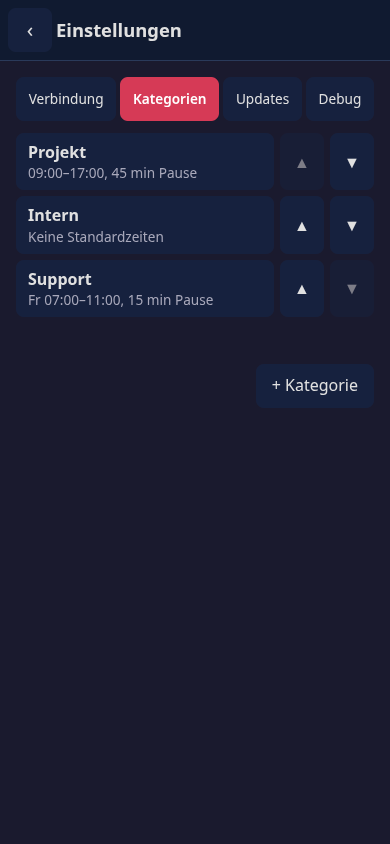 ‹ Einstellungen
Verbindung Kategorien Updates Debug
Projekt
09:00–17:00, 45 min Pause
▲ ▼
Intern
Keine Standardzeiten
▲ ▼
Support
Fr 07:00–11:00, 15 min Pause
▲ ▼
+ Kategorie